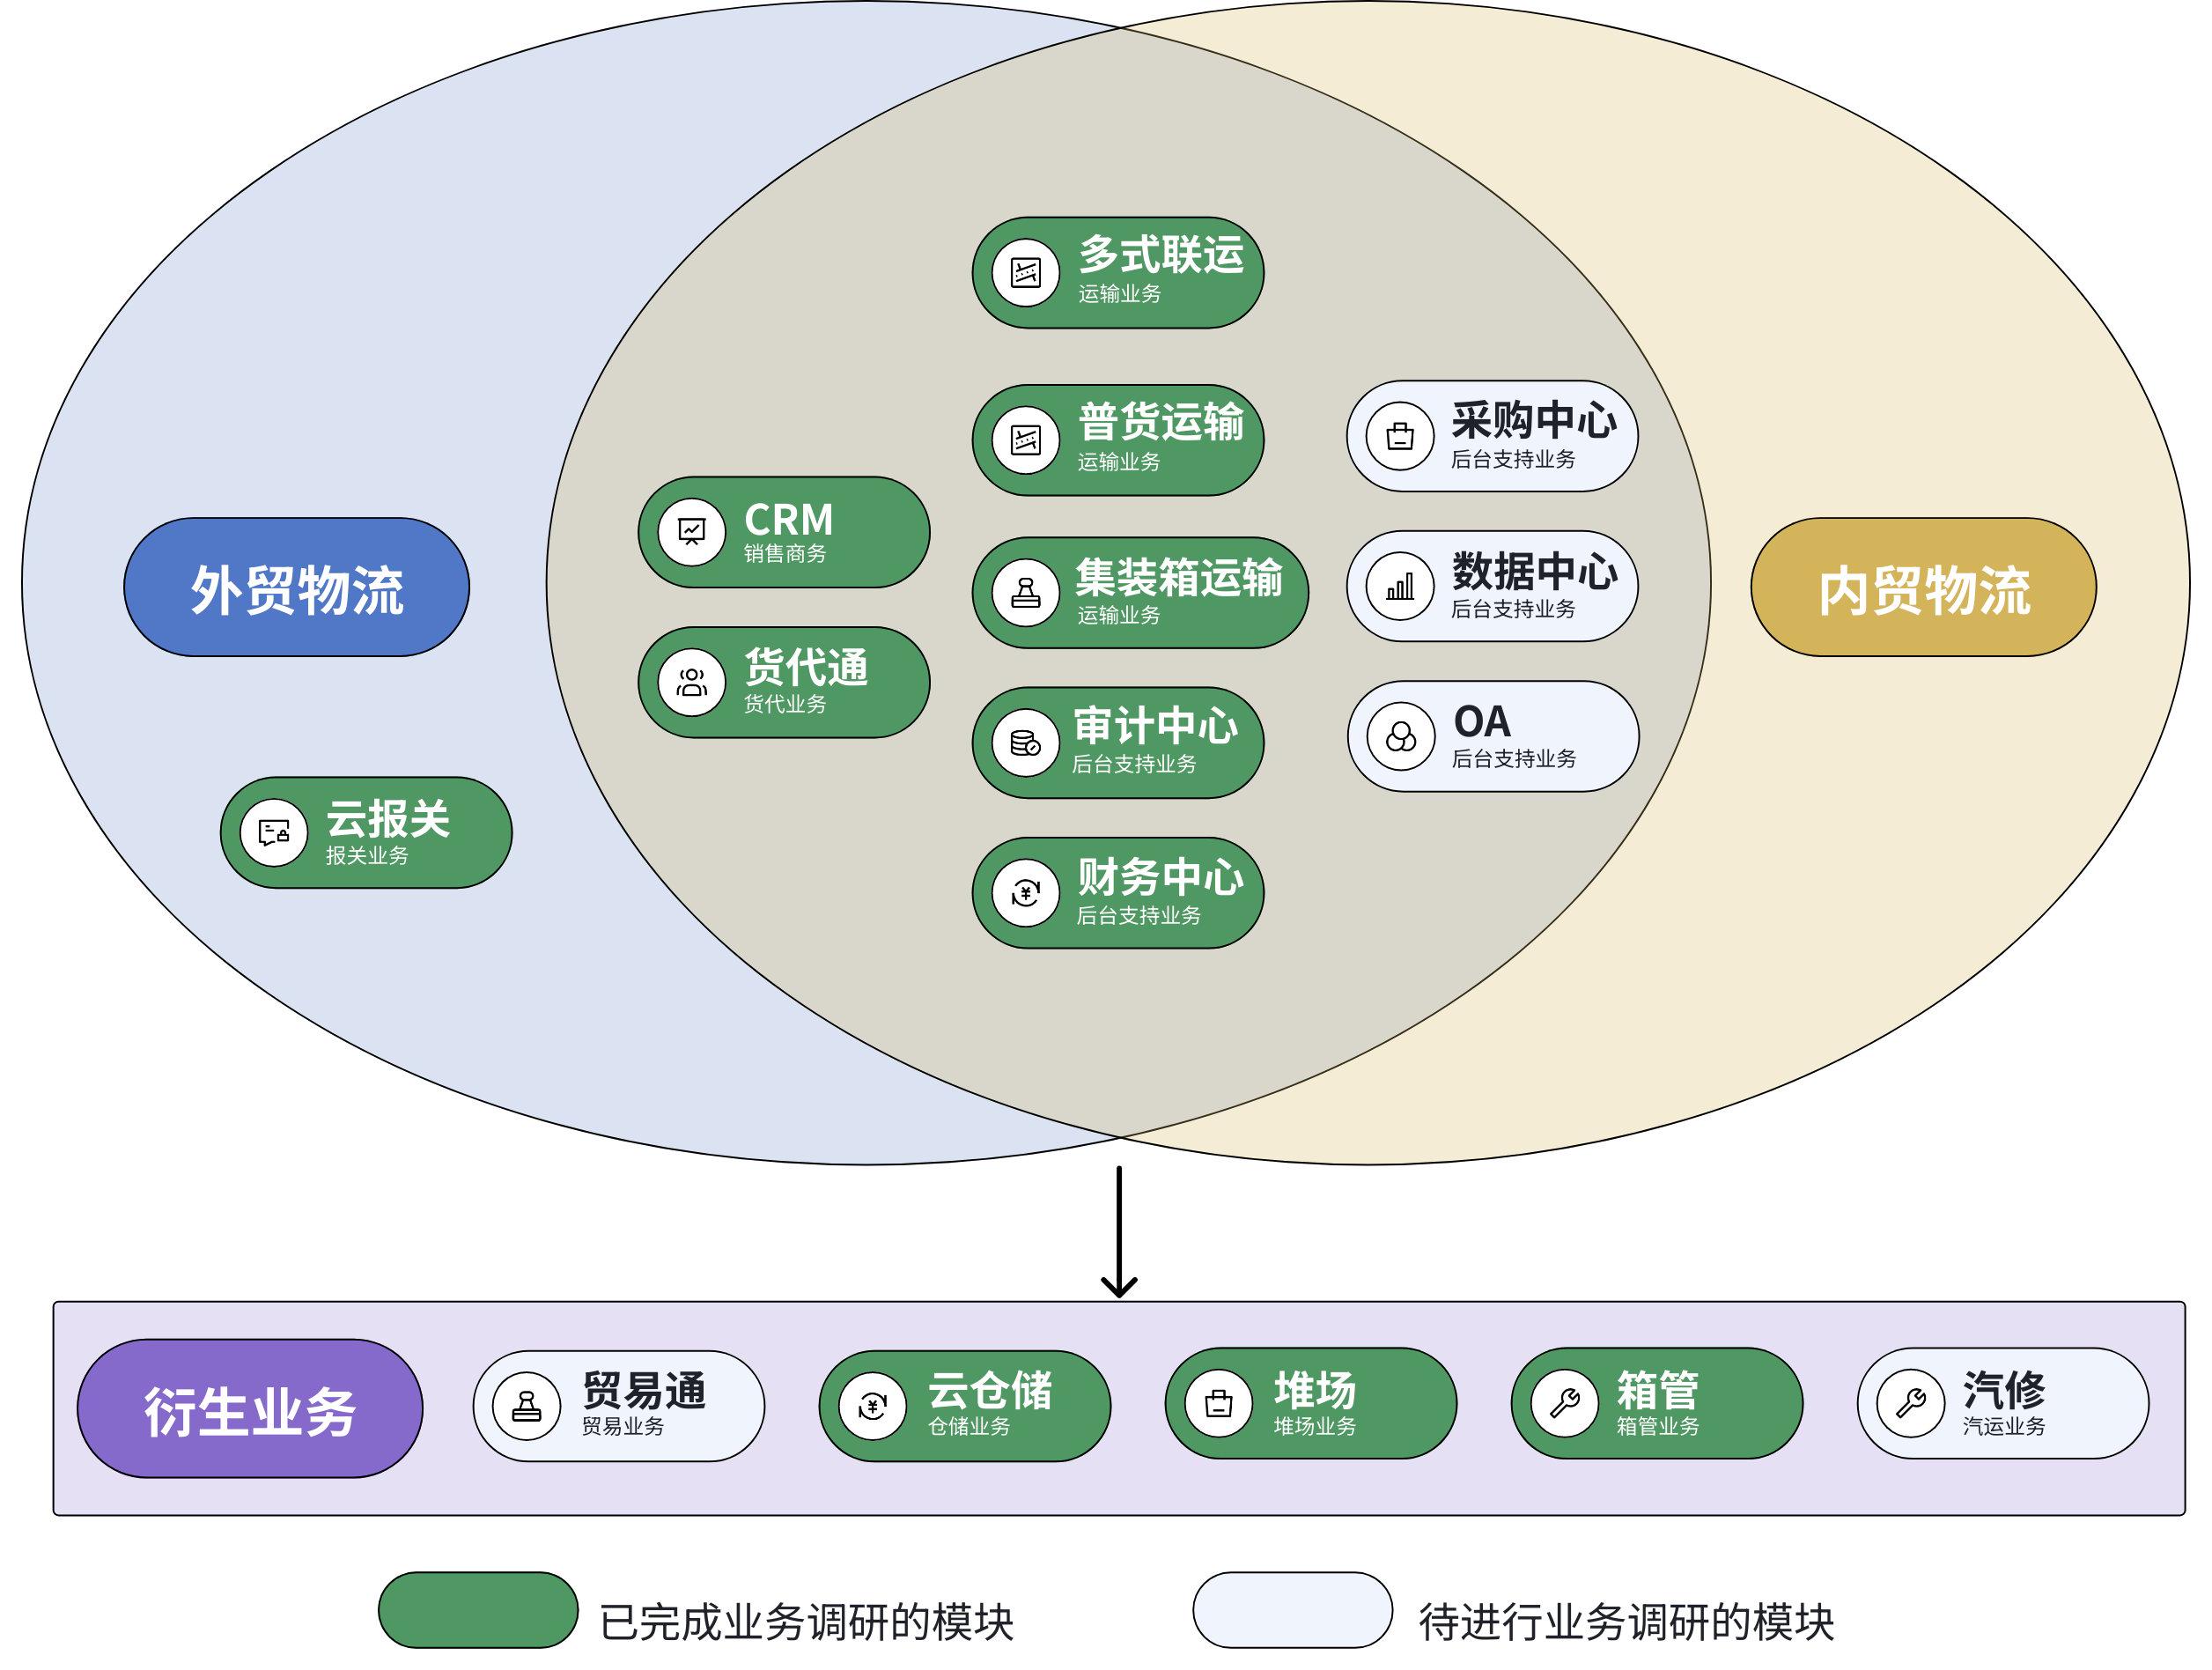 多式联运
运输业务
普货运输
运输业务
采购中心
后台支持业务
CRM
销售商务
集装箱运输
运输业务
数据中心
后台支持业务
外贸物流
内贸物流
货代通
货代业务
审计中心
后台支持业务
OA
后台支持业务
云报关
报关业务
财务中心
后台支持业务
衍生业务
贸易通
贸易业务
云仓储
仓储业务
堆场
堆场业务
箱管
箱管业务
汽修
汽运业务
已完成业务调研的模块
待进行业务调研的模块